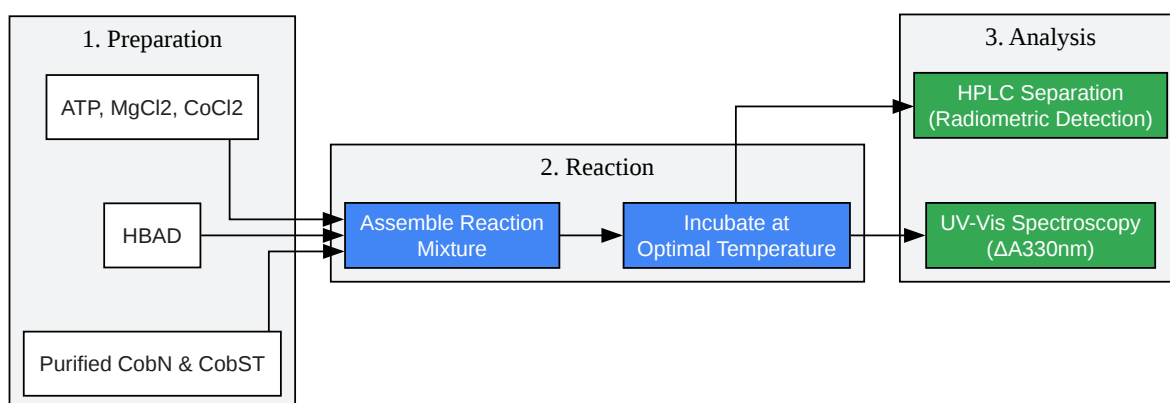 1. Preparation
ATP, MgCl2, CoCl2
HBAD
Purified CobN & CobST
2. Reaction
Assemble Reaction
Mixture
Incubate at
Optimal Temperature
3. Analysis
HPLC Separation
(Radiometric Detection)
UV-Vis Spectroscopy
(ΔA330nm)